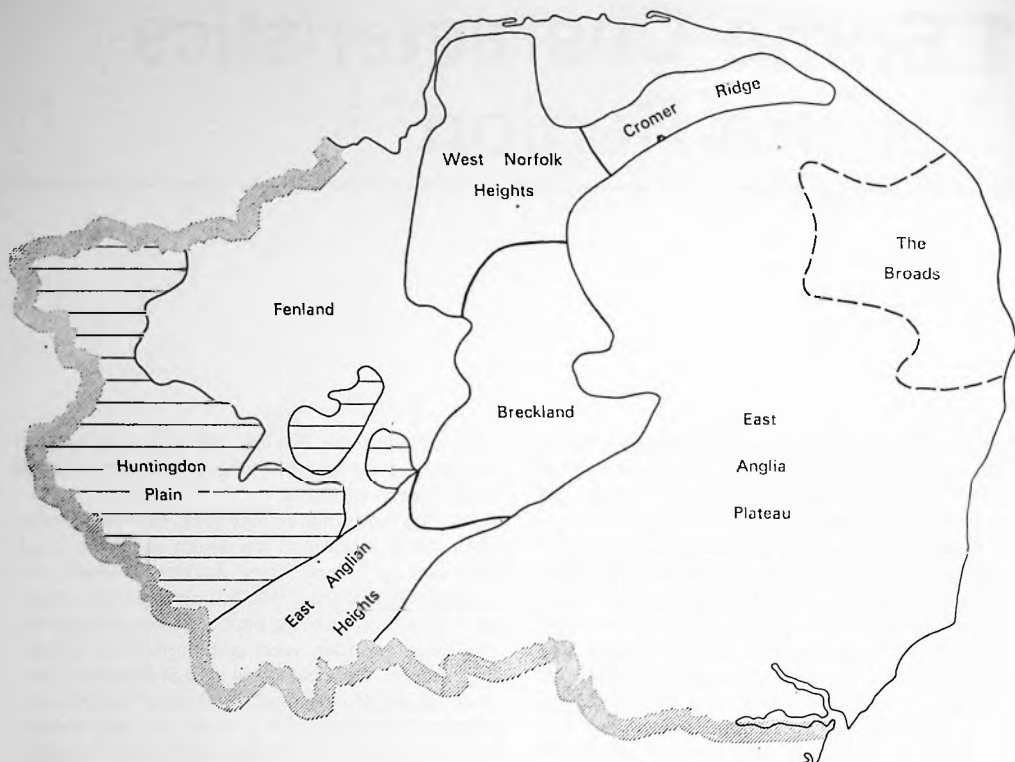 Cromer Ridge
West Norfolk
Heights
The
Broads
Fenland
Breckland
East
Anglia
Plateau
Huntingdon
Plain
East Anglian
Heights